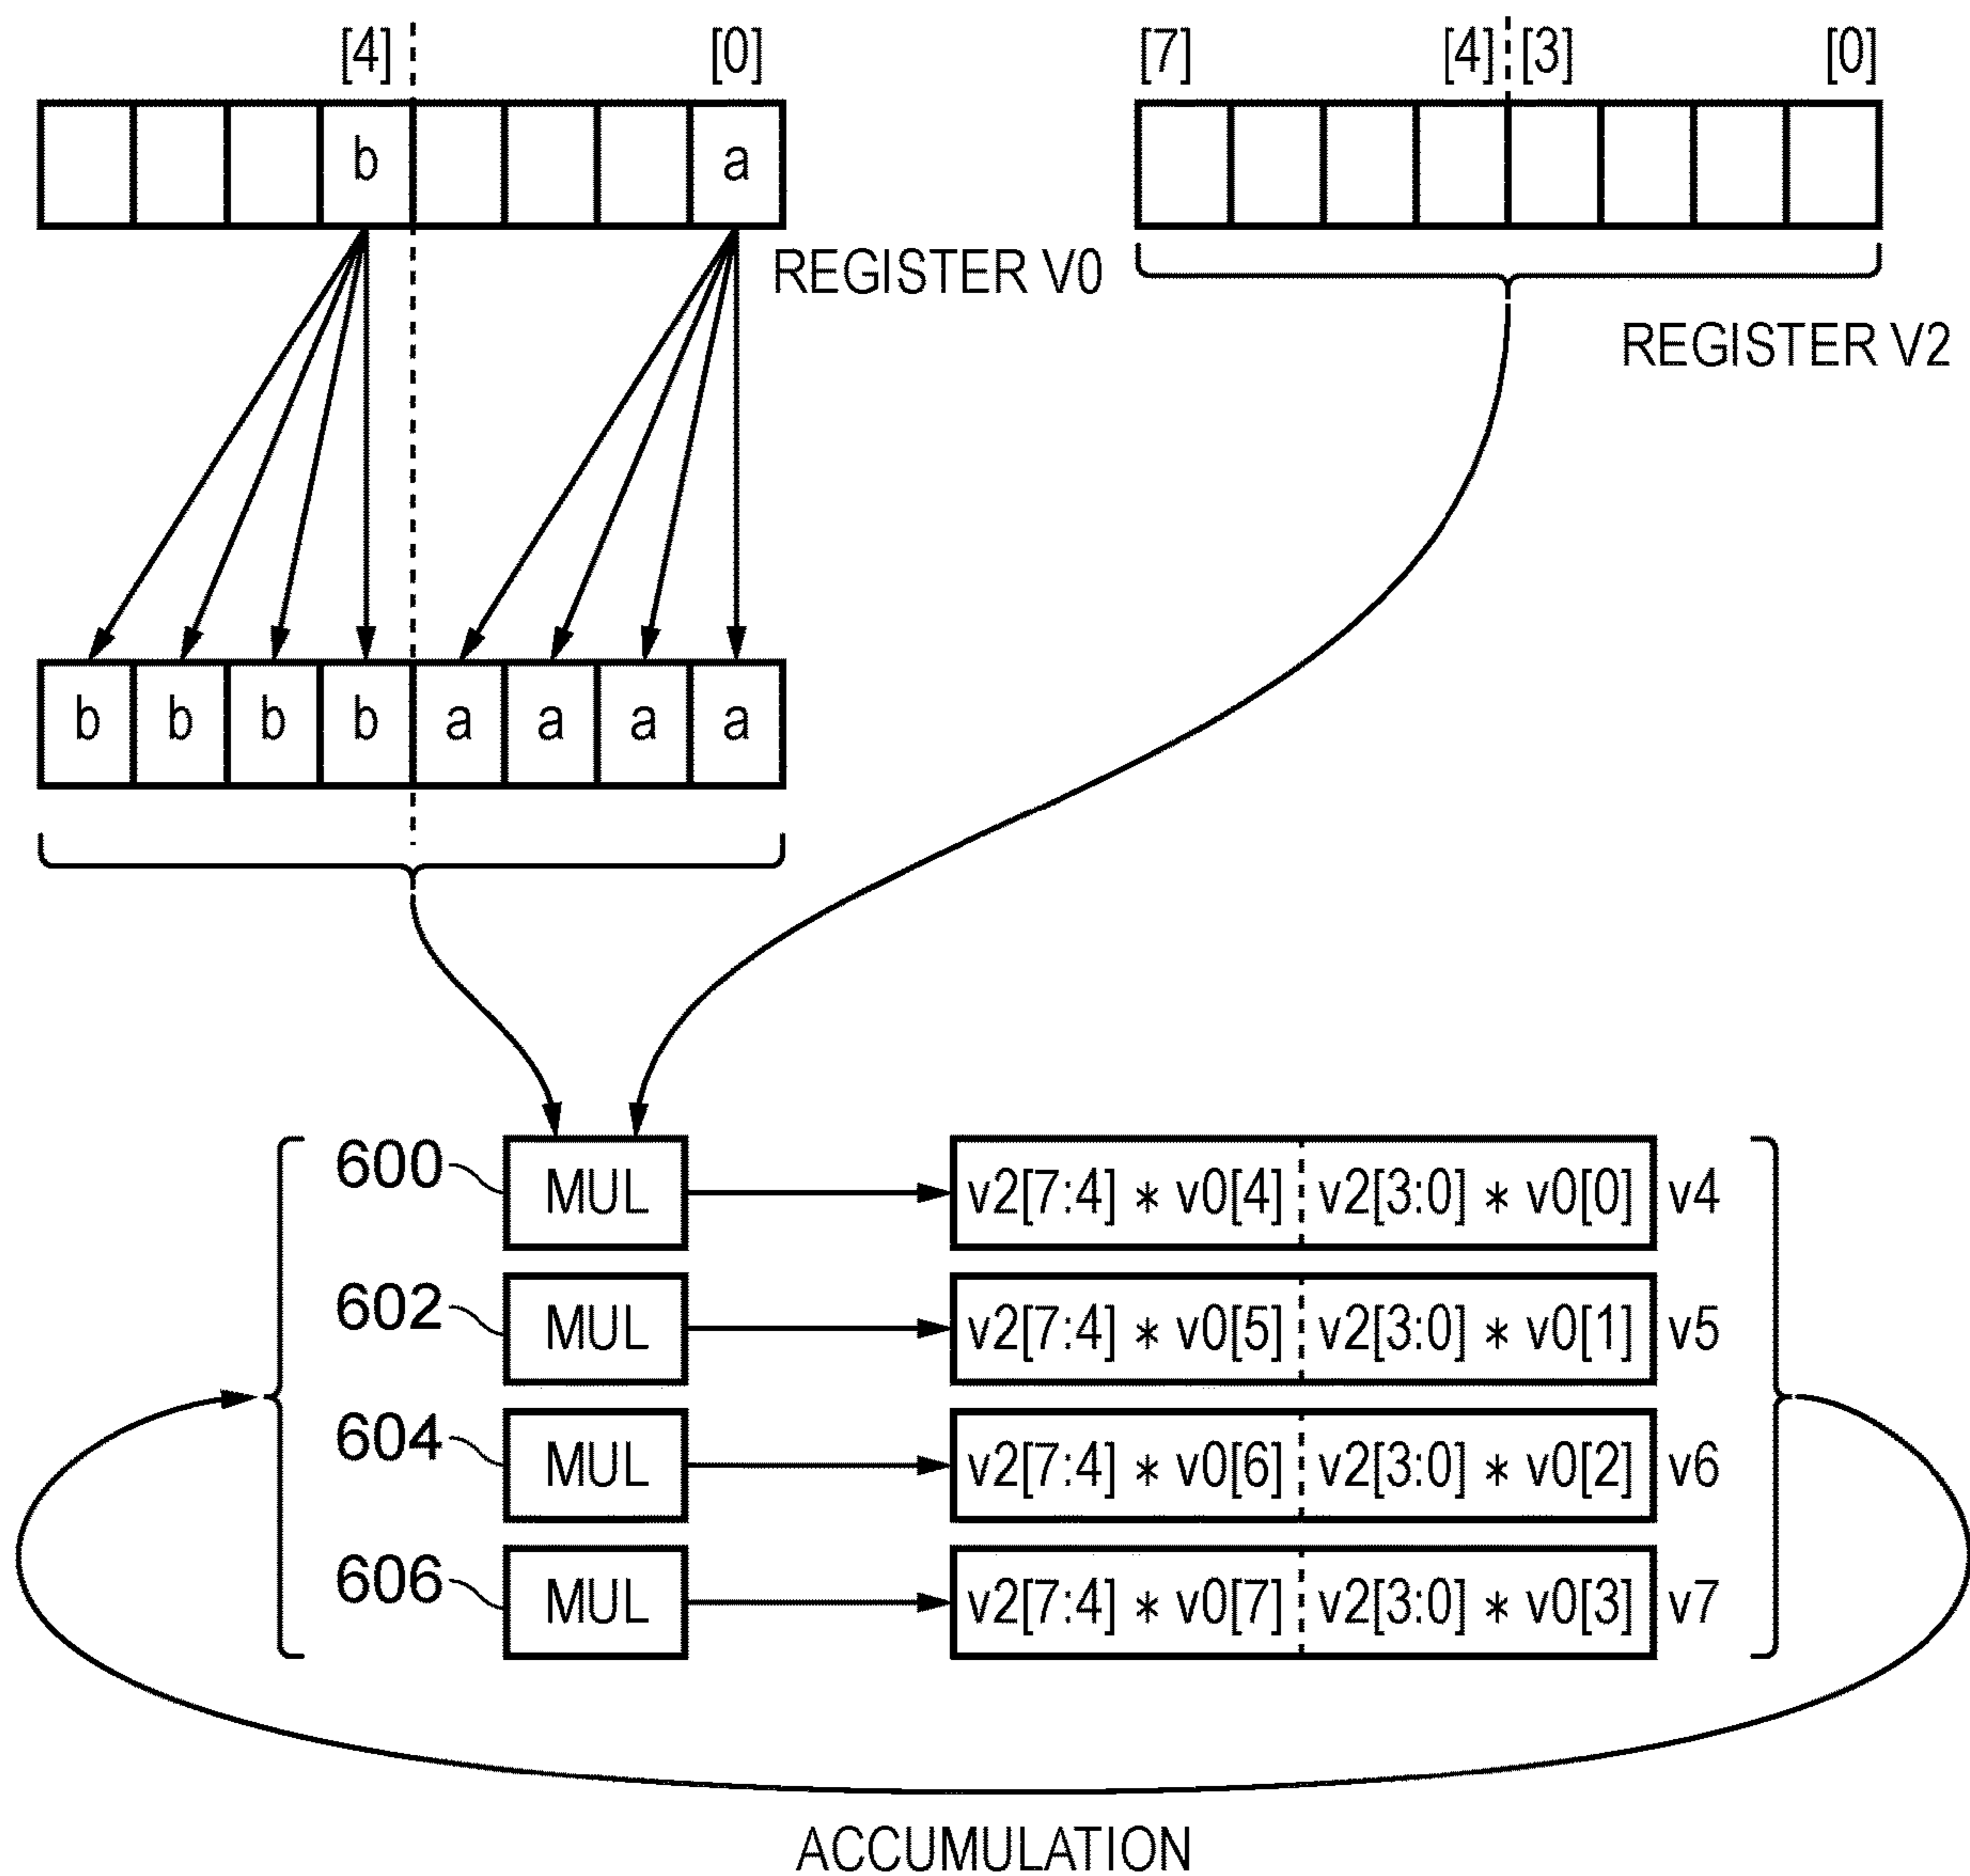 [4] [0] [7] [4] [3] [0]
b a
REGISTER V0
REGISTER V2
b b b b a a a a
600 MUL v2[7:4] * v0[4] v2[3:0] * v0[0] v4
602 MUL v2[7:4] * v0[5] v2[3:0] * v0[1] v5
604 MUL v2[7:4] * v0[6] v2[3:0] * v0[2] v6
606 MUL v2[7:4] * v0[7] v2[3:0] * v0[3] v7
ACCUMULATION